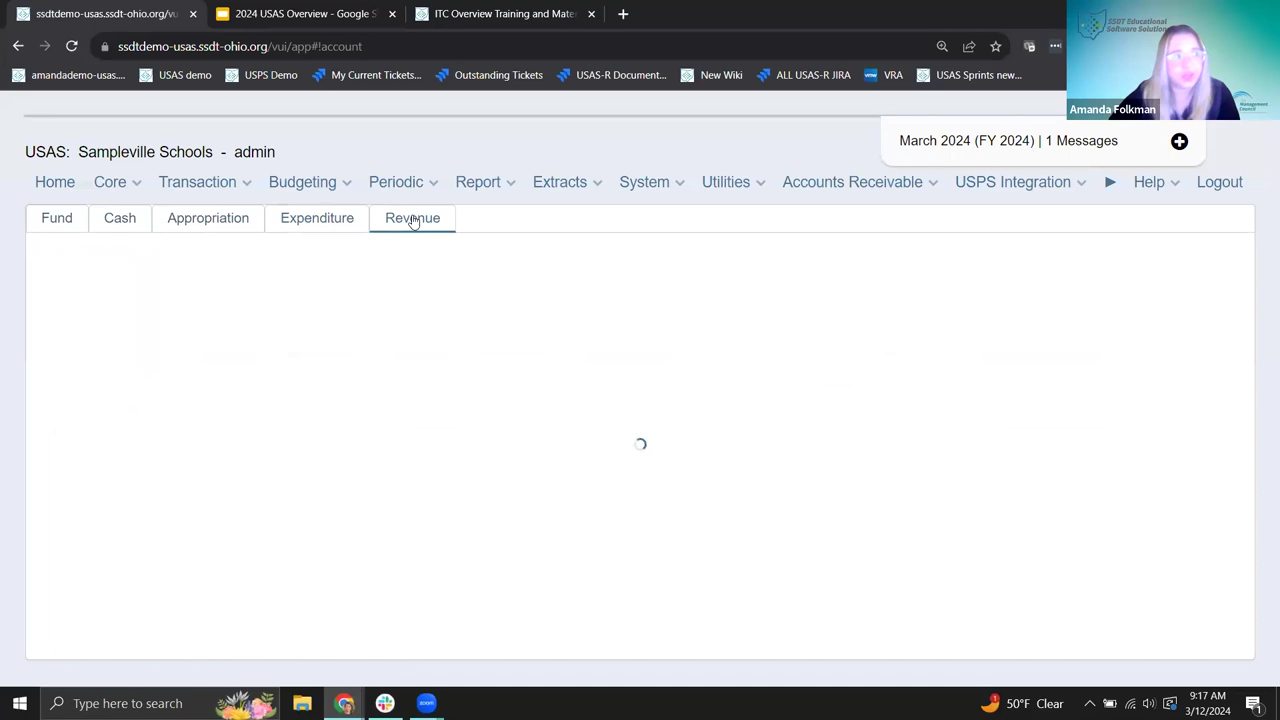 ssdtdemo-usas.ssdt-ohio.org/vu
2024 USAS Overview - Google S
ITC Overview Training and Mate
ssdtdemo-usas.ssdt-ohio.org/vui/app#!account
amandademo-usas....
USAS demo
USPS Demo
My Current Tickets...
Outstanding Tickets
USAS-R Document...
New Wiki
ALL USAS-R JIRA
VRA
USAS Sprints new...
SSDT Educational
Software Solutions
Management
Council
Amanda Folkman
March 2024 (FY 2024) | 1 Messages
USAS: Sampleville Schools - admin
Home Core Transaction Budgeting Periodic Report Extracts System Utilities Accounts Receivable USPS Integration Help Logout
Fund Cash Appropriation Expenditure Revenue
Type here to search
zoom
50°F Clear
9:17 AM
3/12/2024
1